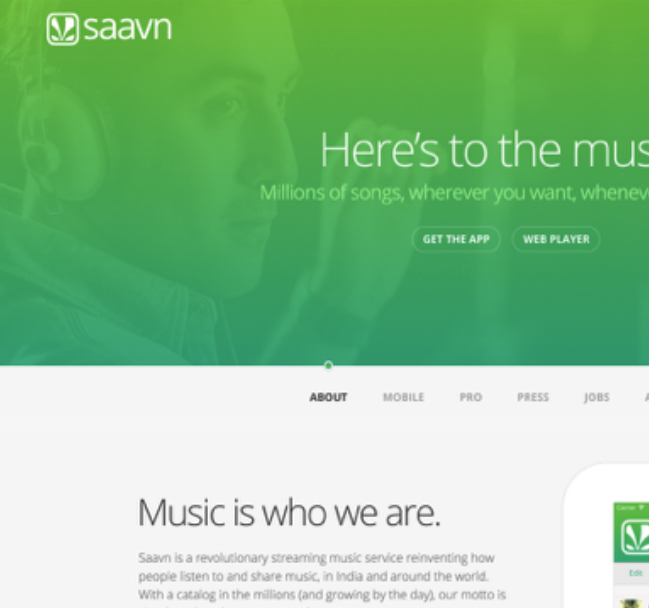 saavn
Here's to the mus
Millions of songs, wherever you want, whenev
GET THE APP WEB PLAYER
ABOUT MOBILE PRO PRESS JOBS A
Music is who we are.
Saavn is a revolutionary streaming music service reinventing how
people listen to and share music, in India and around the world.
With a catalog in the millions (and growing by the day), our motto is
Carrier
Edit